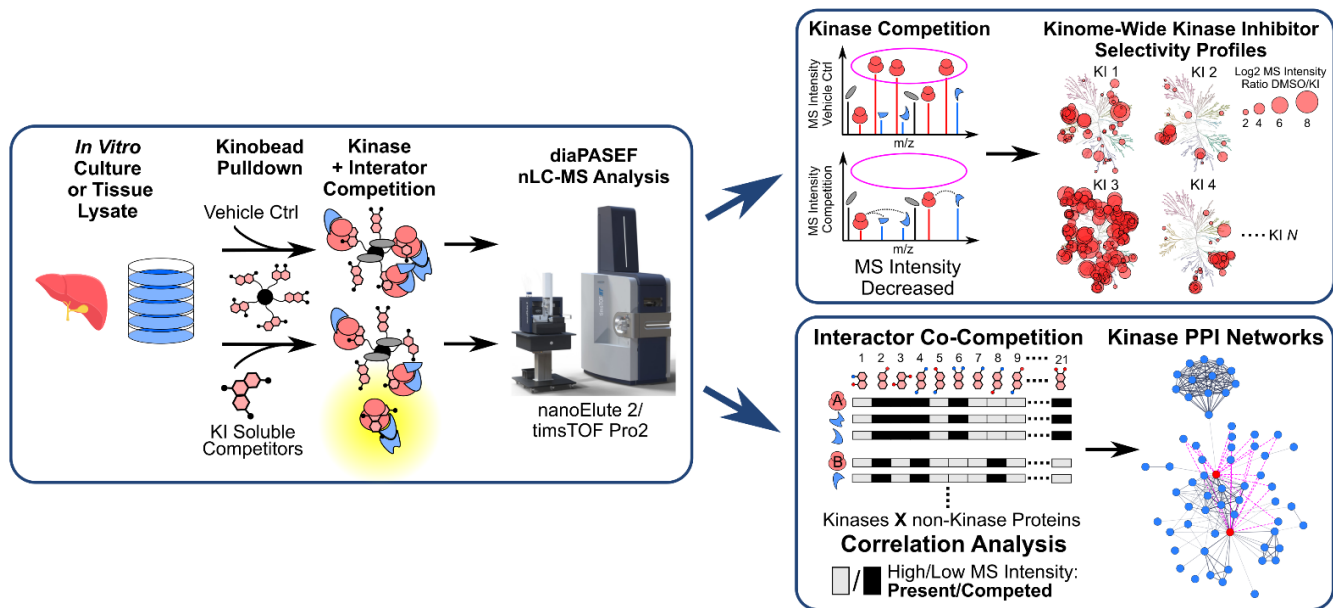 In Vitro
Culture
or Tissue
Lysate
Kinobead
Pulldown
Vehicle Ctrl
KI Soluble
Competitors
Kinase
+ Interator
Competition
diaPASEF
nLC-MS Analysis
nanoElute 2/
timsTOF Pro2
Kinase Competition
MS Intensity
Vehicle Ctrl
m/z
MS Intensity
Competition
m/z
MS Intensity
Decreased
Kinome-Wide Kinase Inhibitor
Selectivity Profiles
KI 1
KI 2
Log2 MS Intensity
Ratio DMSO/KI
2 4 6 8
KI 3
KI 4
KI N
Interactor Co-Competition
1 2 3 4 5 6 7 8 9 21
A
B
Kinases X non-Kinase Proteins
Correlation Analysis
/ High/Low MS Intensity:
Present/Competed
Kinase PPI Networks